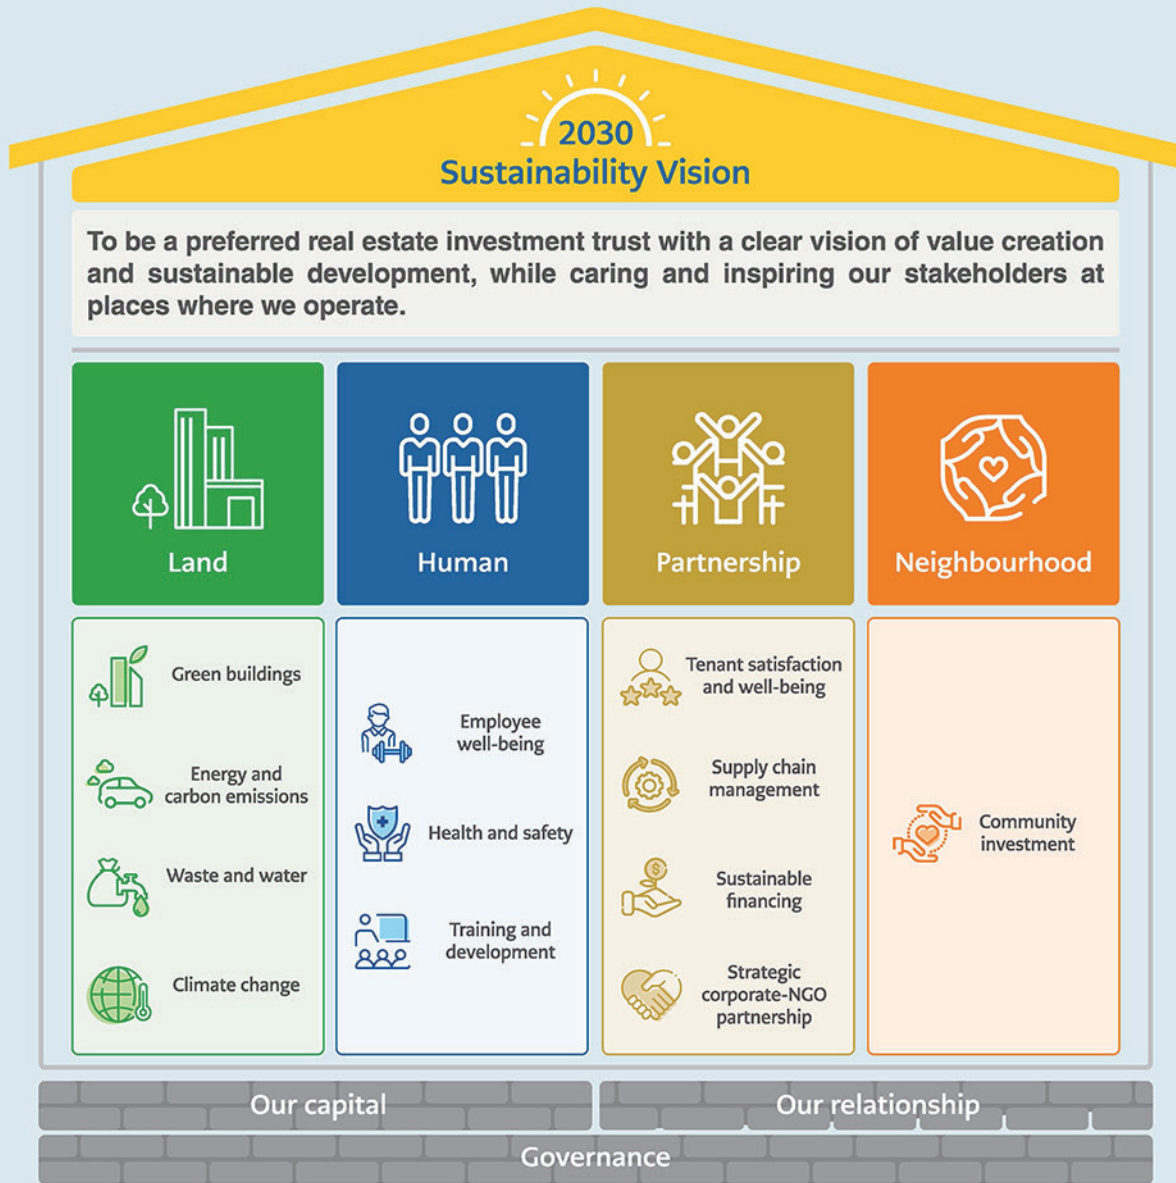 2030
Sustainability Vision
To be a preferred real estate investment trust with a clear vision of value creation
and sustainable development, while caring and inspiring our stakeholders at
places where we operate.
Land
Human
Partnership
Neighbourhood
Green buildings
Energy and
carbon emissions
Waste and water
Climate change
Employee
well-being
Health and safety
Training and
development
Tenant satisfaction
and well-being
Supply chain
management
$
Sustainable
financing
Strategic
corporate-NGO
partnership
Community
investment
Our capital
Our relationship
Governance